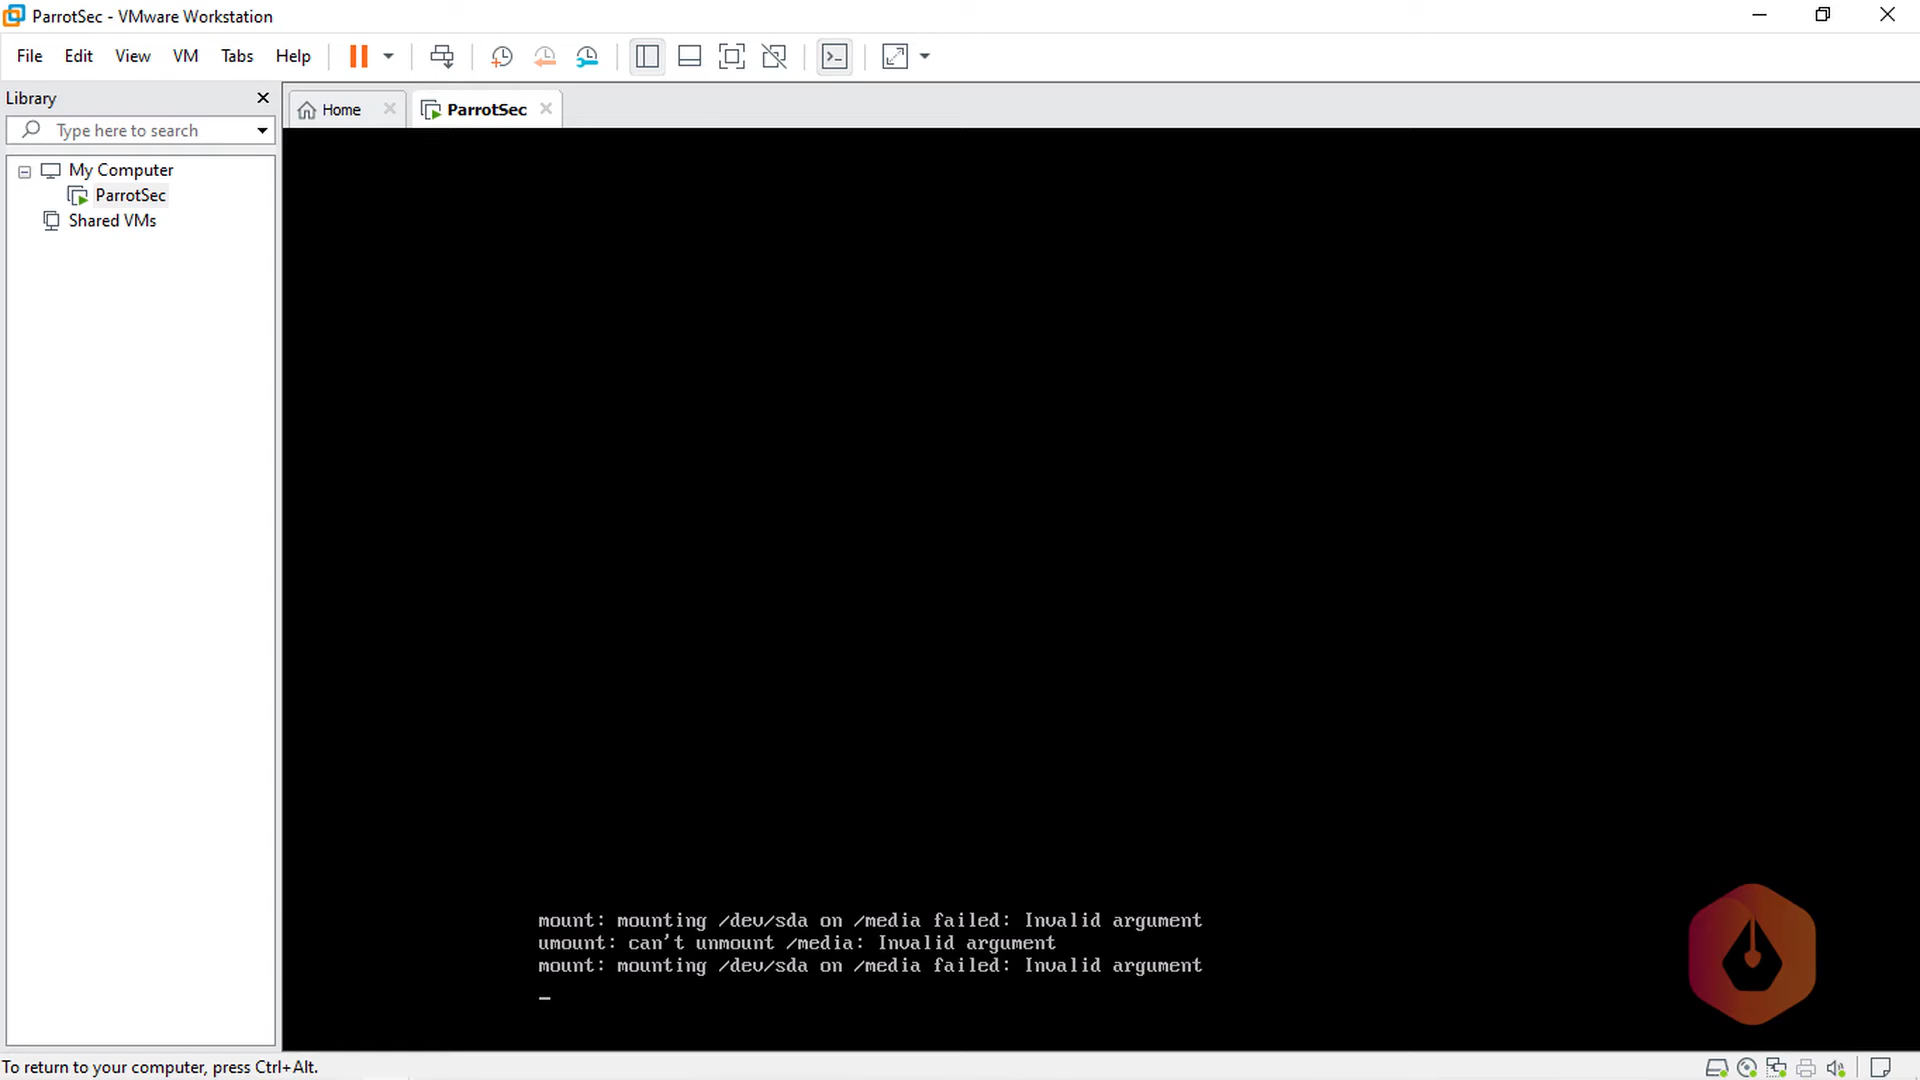 ParrotSec - VMware Workstation
File Edit View VM Tabs Help
Library
Home
ParrotSec
Type here to search
My Computer
ParrotSec
Shared VMs
mount: mounting /dev/sda on /media failed: Invalid argument
umount: can't unmount /media: Invalid argument
mount: mounting /dev/sda on /media failed: Invalid argument
To return to your computer, press Ctrl+Alt.